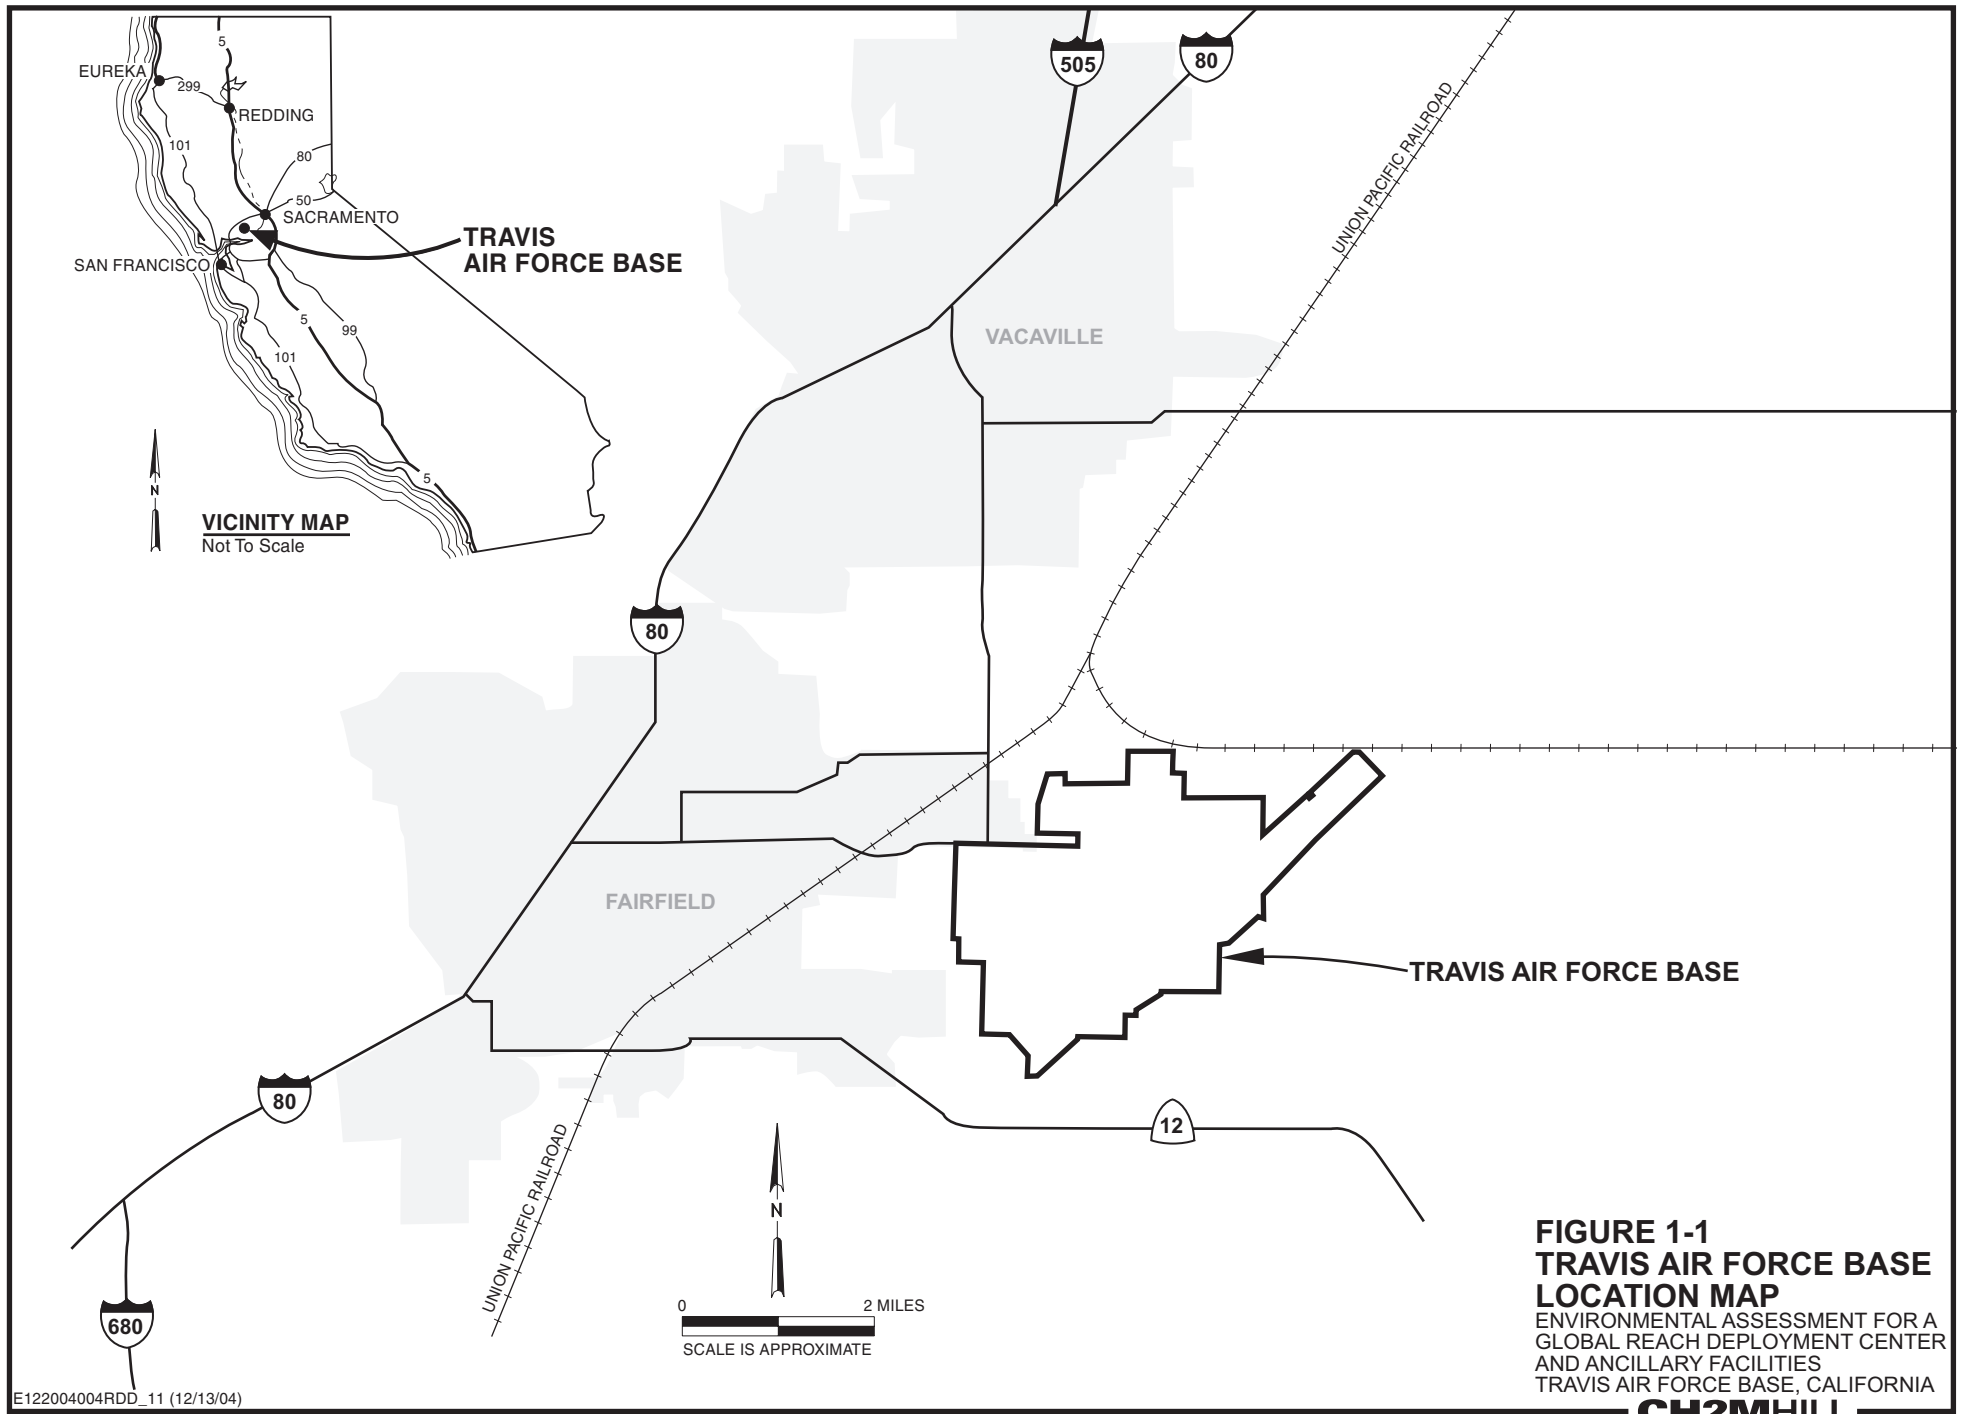 5
EUREKA
299
REDDING
101
80
50
SACRAMENTO
TRAVIS
AIR FORCE BASE
SAN FRANCISCO
5
99
101
5
N
VICINITY MAP
Not To Scale
505
80
UNION PACIFIC RAILROAD
VACAVILLE
80
FAIRFIELD
TRAVIS AIR FORCE BASE
80
12
UNION PACIFIC RAILROAD
N
680
0 2 MILES
SCALE IS APPROXIMATE
FIGURE 1-1
TRAVIS AIR FORCE BASE
LOCATION MAP
ENVIRONMENTAL ASSESSMENT FOR A
GLOBAL REACH DEPLOYMENT CENTER
AND ANCILLARY FACILITIES
TRAVIS AIR FORCE BASE, CALIFORNIA
E122004004RDD_11 (12/13/04)
CH2MHILL